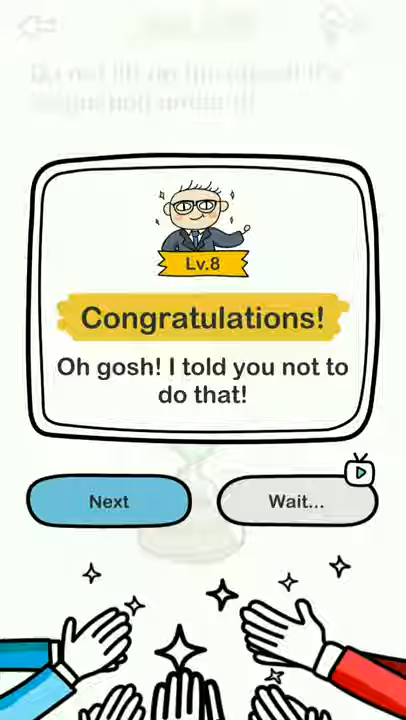 Lv.8
Congratulations!
Oh gosh! I told you not to
do that!
Next
Wait...